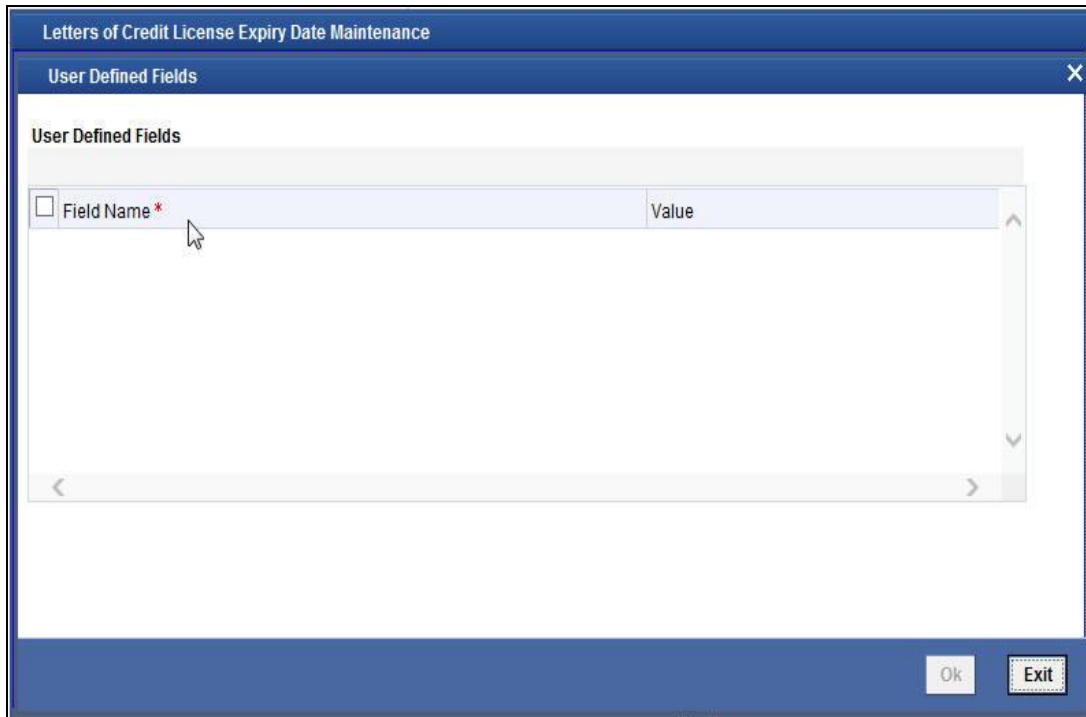 Letters of Credit License Expiry Date Maintenance
User Defined Fields
User Defined Fields
Field Name * Value
Ok Exit